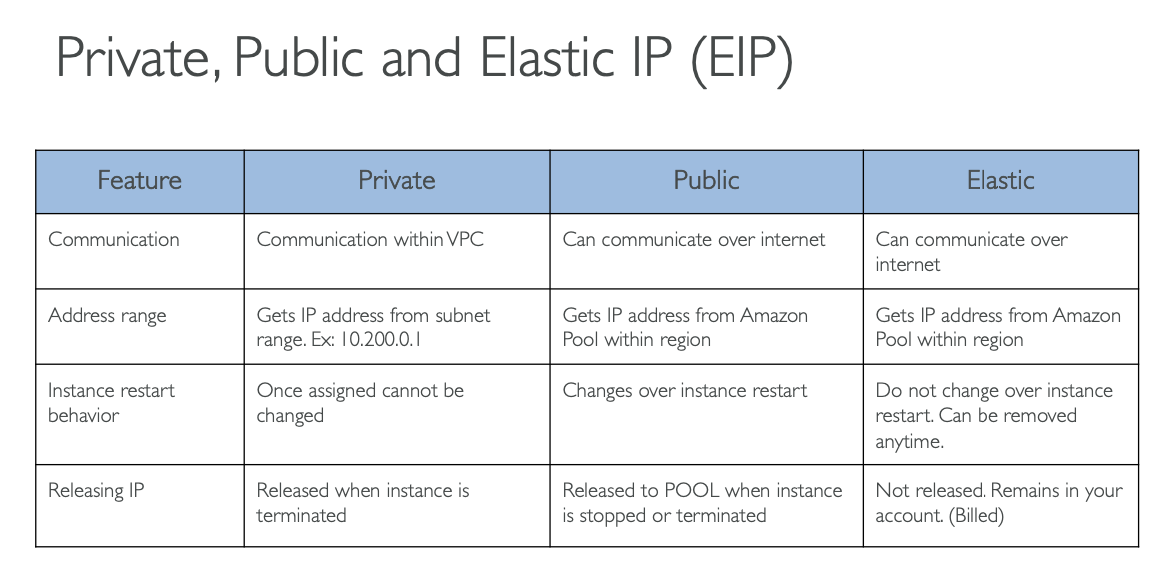 Private, Public and Elastic IP (EIP)
Feature
Private
Public
Elastic
Communication
Communication within VPC
Can communicate over internet
Can communicate over
internet
Address range
Gets IP address from subnet
range. Ex: 10.200.0.1
Gets IP address from Amazon
Pool within region
Gets IP address from Amazon
Pool within region
Instance restart
behavior
Once assigned cannot be
changed
Changes over instance restart
Do not change over instance
restart. Can be removed
anytime.
Releasing IP
Released when instance is
terminated
Released to POOL when instance
is stopped or terminated
Not released. Remains in your
account. (Billed)